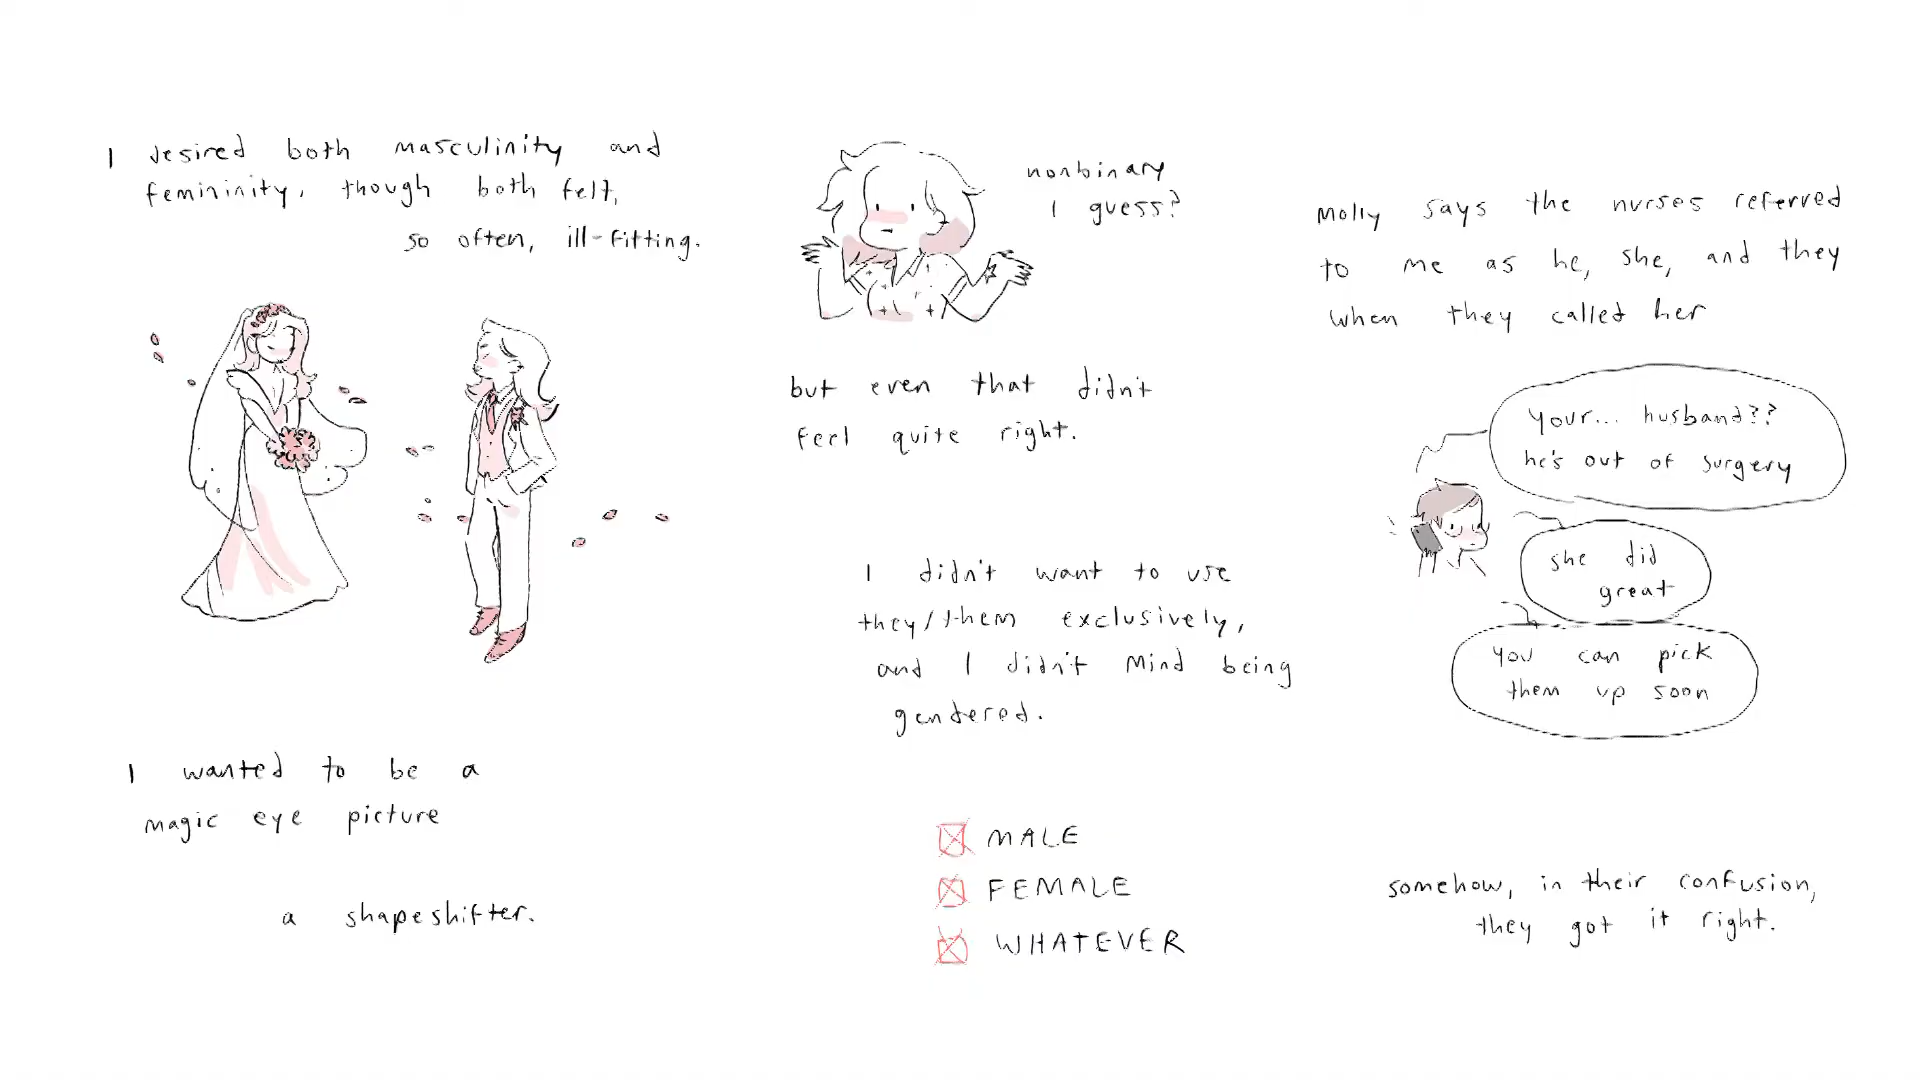 I desired both masculinity and
femininity, though both felt,
so often, ill-fitting.
I wanted to be a
magic eye picture
a shapeshifter.
nonbinary
I guess?
but even that didn't
feel quite right.
I didn't want to use
they/them exclusively,
and I didn't mind being
gendered.
MALE
FEMALE
WHATEVER
Molly says the nurses referred
to me as he, she, and they
when they called her
your... husband??
he's out of surgery
she did
great
you can pick
them up soon
somehow, in their confusion,
they got it right.